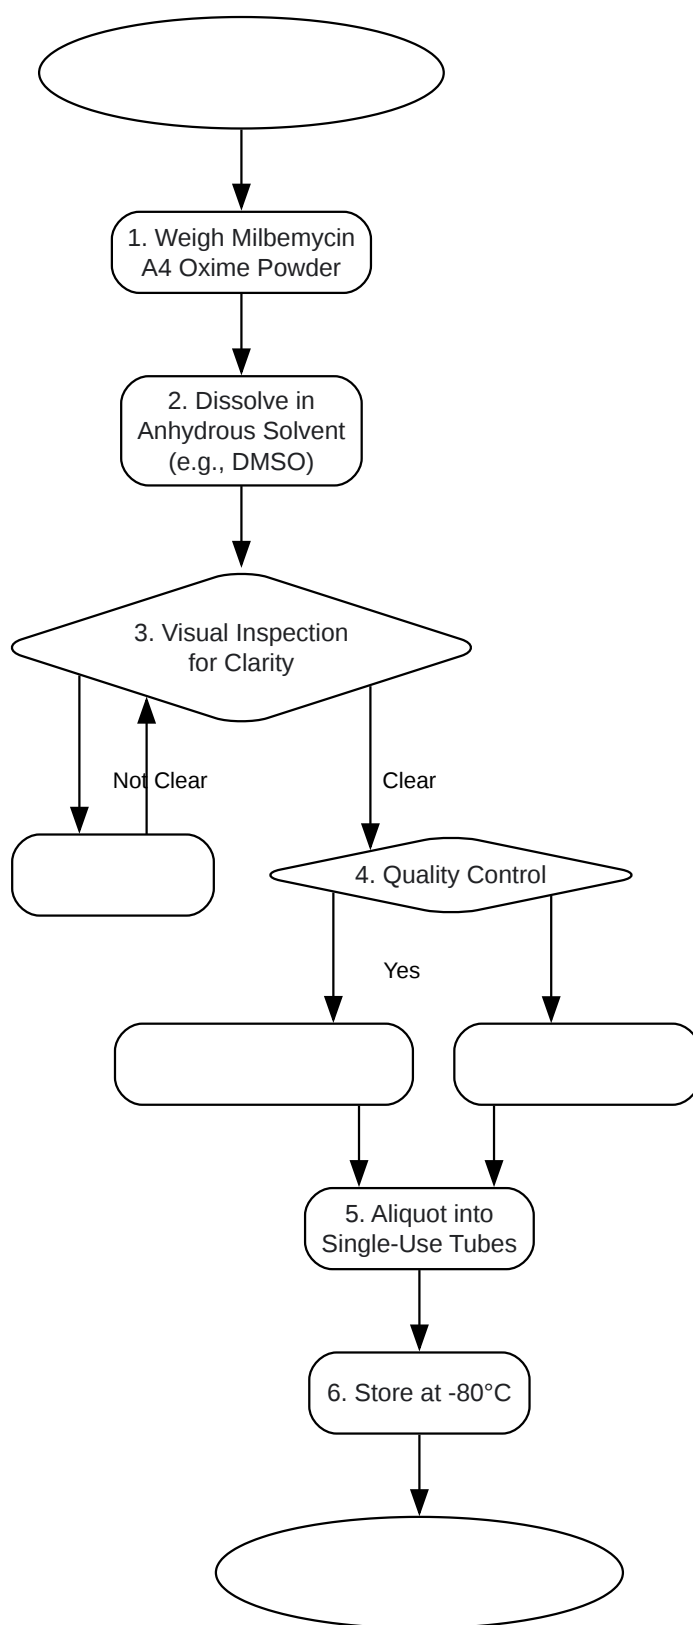 1. Weigh Milbemycin
A4 Oxime Powder
2. Dissolve in
Anhydrous Solvent
(e.g., DMSO)
3. Visual Inspection
for Clarity
Not Clear
Clear
4. Quality Control
Yes
5. Aliquot into
Single-Use Tubes
6. Store at -80°C